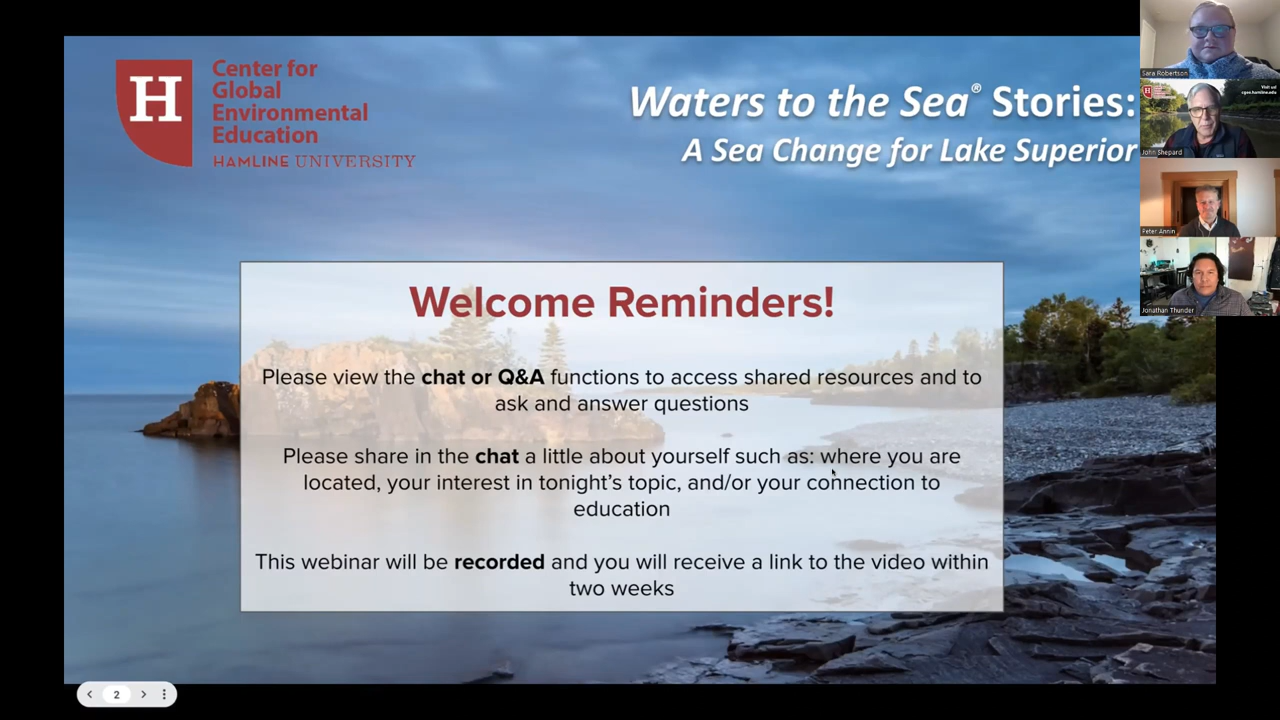 H
Center for
Global
Environmental
Education
HAMLINE UNIVERSITY
Waters to the Sea® Stories:
A Sea Change for Lake Superior
Welcome Reminders!
Please view the chat or Q&A functions to access shared resources and to
ask and answer questions
Please share in the chat a little about yourself such as: where you are
located, your interest in tonight's topic, and/or your connection to
education
This webinar will be recorded and you will receive a link to the video within
two weeks
2
Sara Robertson
Visit us!
cgee.hamline.edu
John Shepard
Peter Annin
Jonathan Thunder